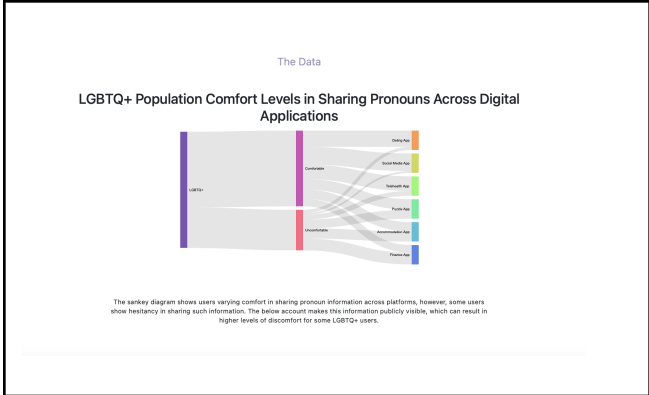 The Data
LGBTQ+ Population Comfort Levels in Sharing Pronouns Across Digital
Applications
Dating App
Social Media App
Comfortable
Telehealth App
LGBTQ+
Puzzle App
Uncomfortable
Accommodation App
Finance App
The sankey diagram shows users varying comfort in sharing pronoun information across platforms, however, some users
show hesitancy in sharing such information. The below account makes this information publicly visible, which can result in
higher levels of discomfort for some LGBTQ+ users.